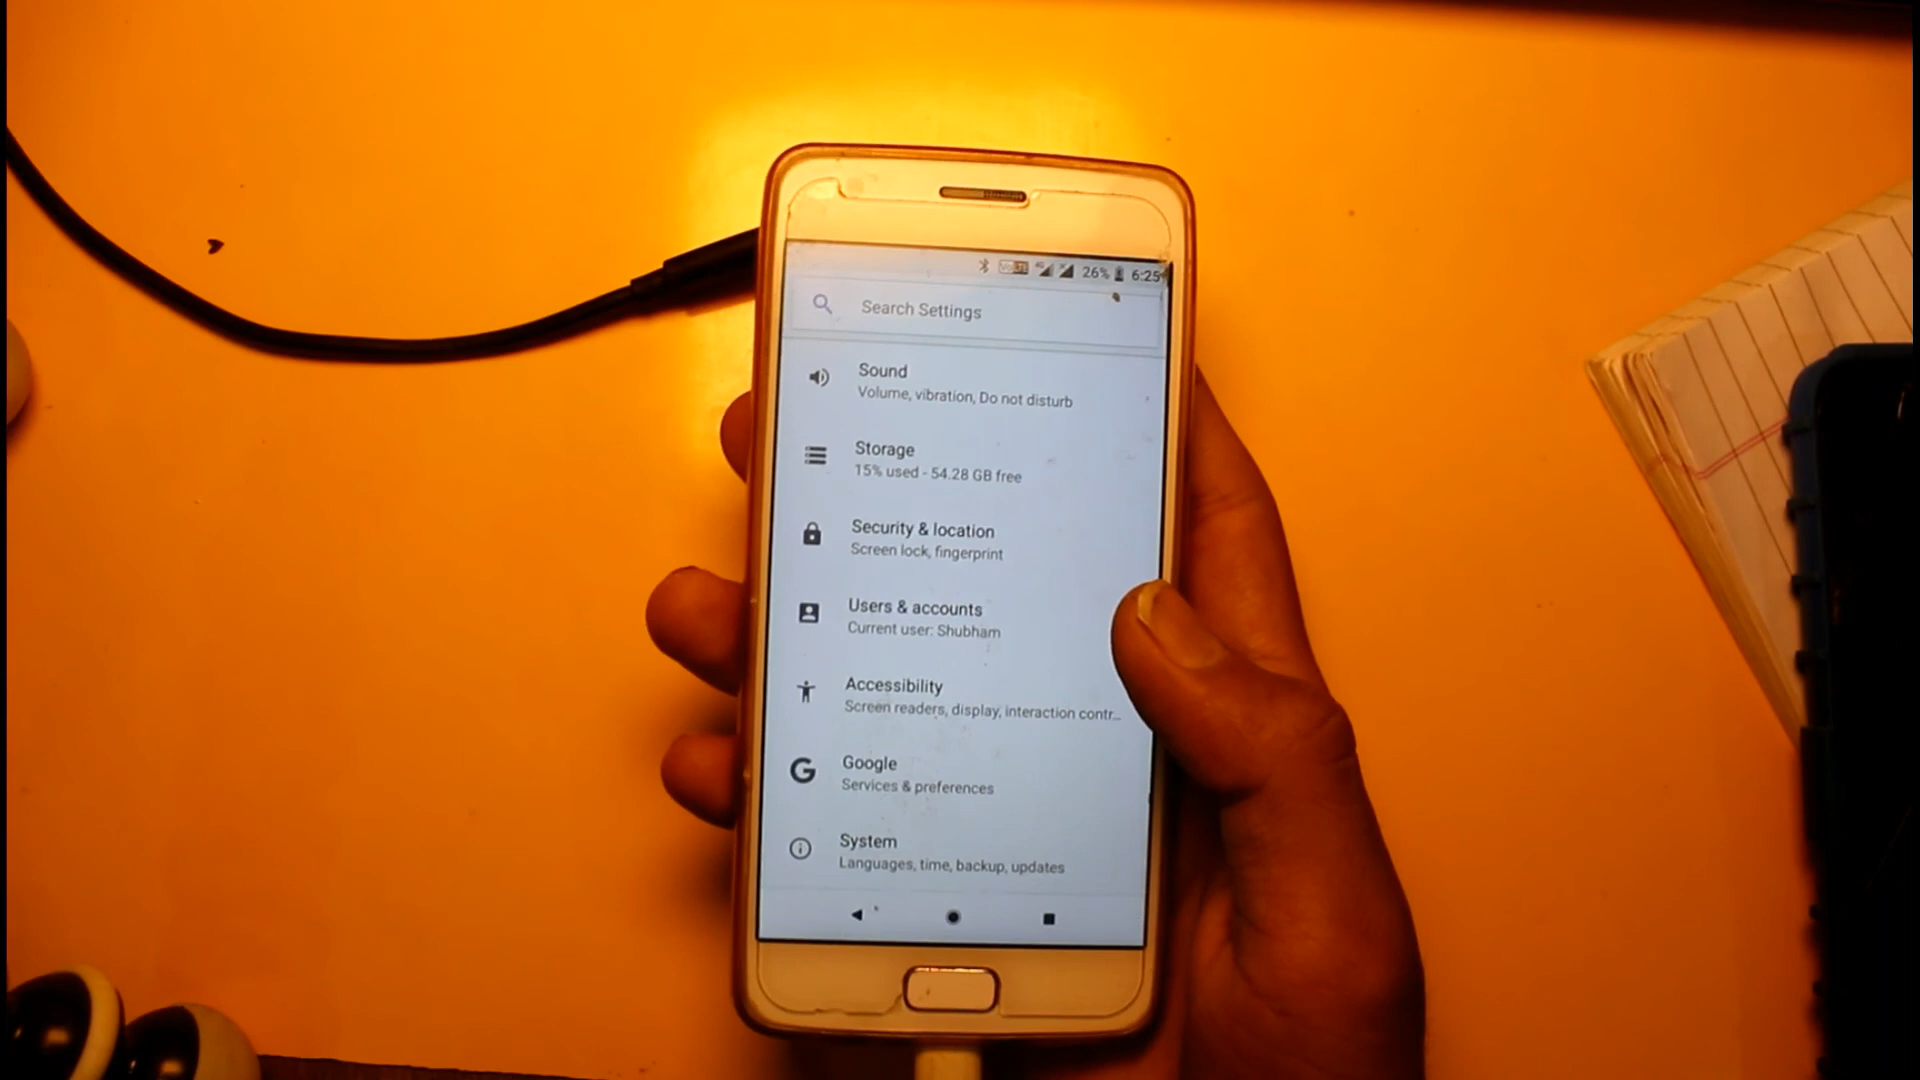 VoLTE 4G 26% 6:25
Search Settings
Sound
Volume, vibration, Do not disturb
Storage
15% used - 54.28 GB free
Security & location
Screen lock, fingerprint
Users & accounts
Current user: Shubham
Accessibility
Screen readers, display, interaction contr...
Google
Services & preferences
System
Languages, time, backup, updates